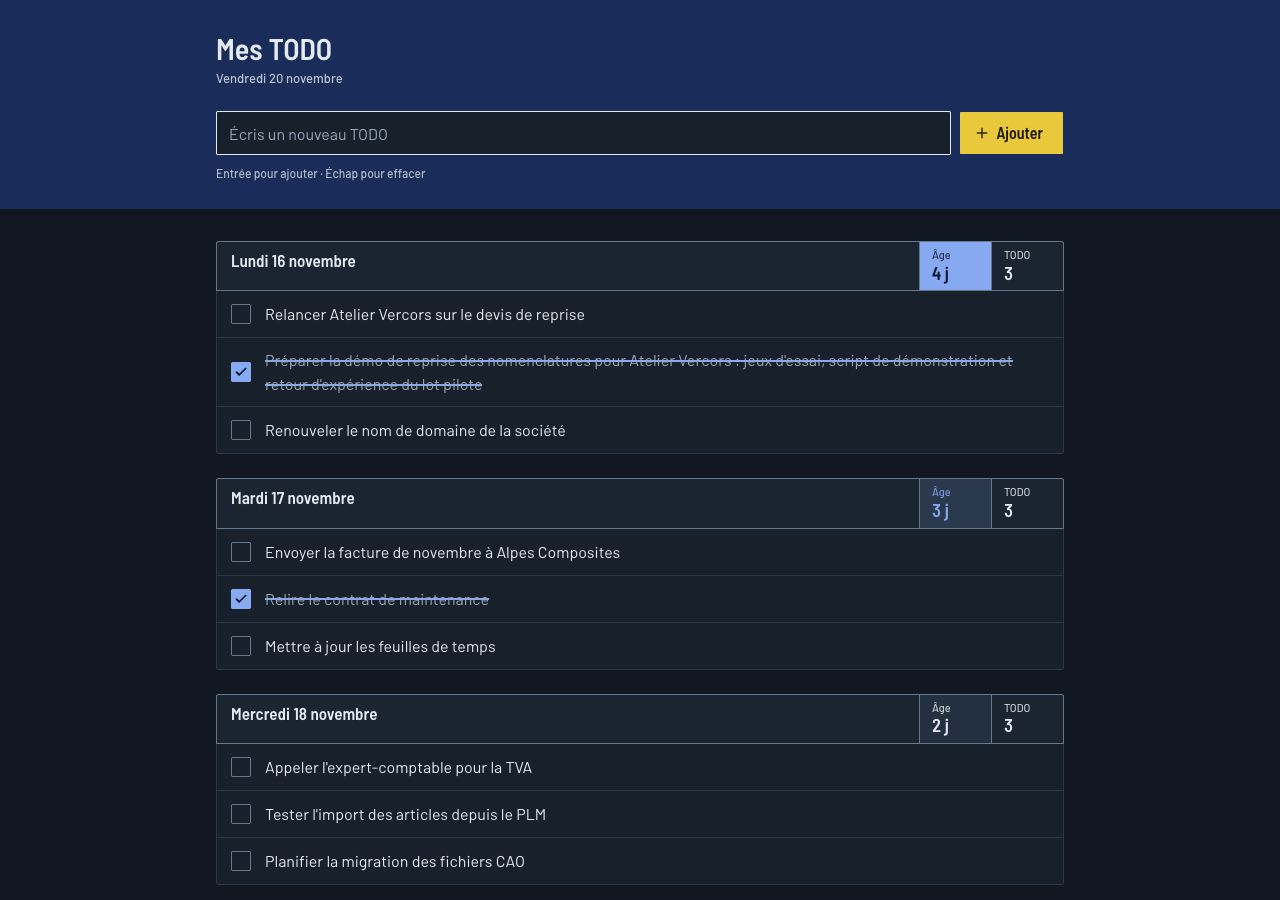 Mes TODO
Vendredi 20 novembre
Écris un nouveau TODO
+ Ajouter
Entrée pour ajouter · Échap pour effacer
Lundi 16 novembre
Âge
4 j
TODO
3
Relancer Atelier Vercors sur le devis de reprise
Préparer la démo de reprise des nomenclatures pour Atelier Vercors : jeux d'essai, script de démonstration et
retour d'expérience du lot pilote
Renouveler le nom de domaine de la société
Mardi 17 novembre
Âge
3 j
TODO
3
Envoyer la facture de novembre à Alpes Composites
Relire le contrat de maintenance
Mettre à jour les feuilles de temps
Mercredi 18 novembre
Âge
2 j
TODO
3
Appeler l'expert-comptable pour la TVA
Tester l'import des articles depuis le PLM
Planifier la migration des fichiers CAO